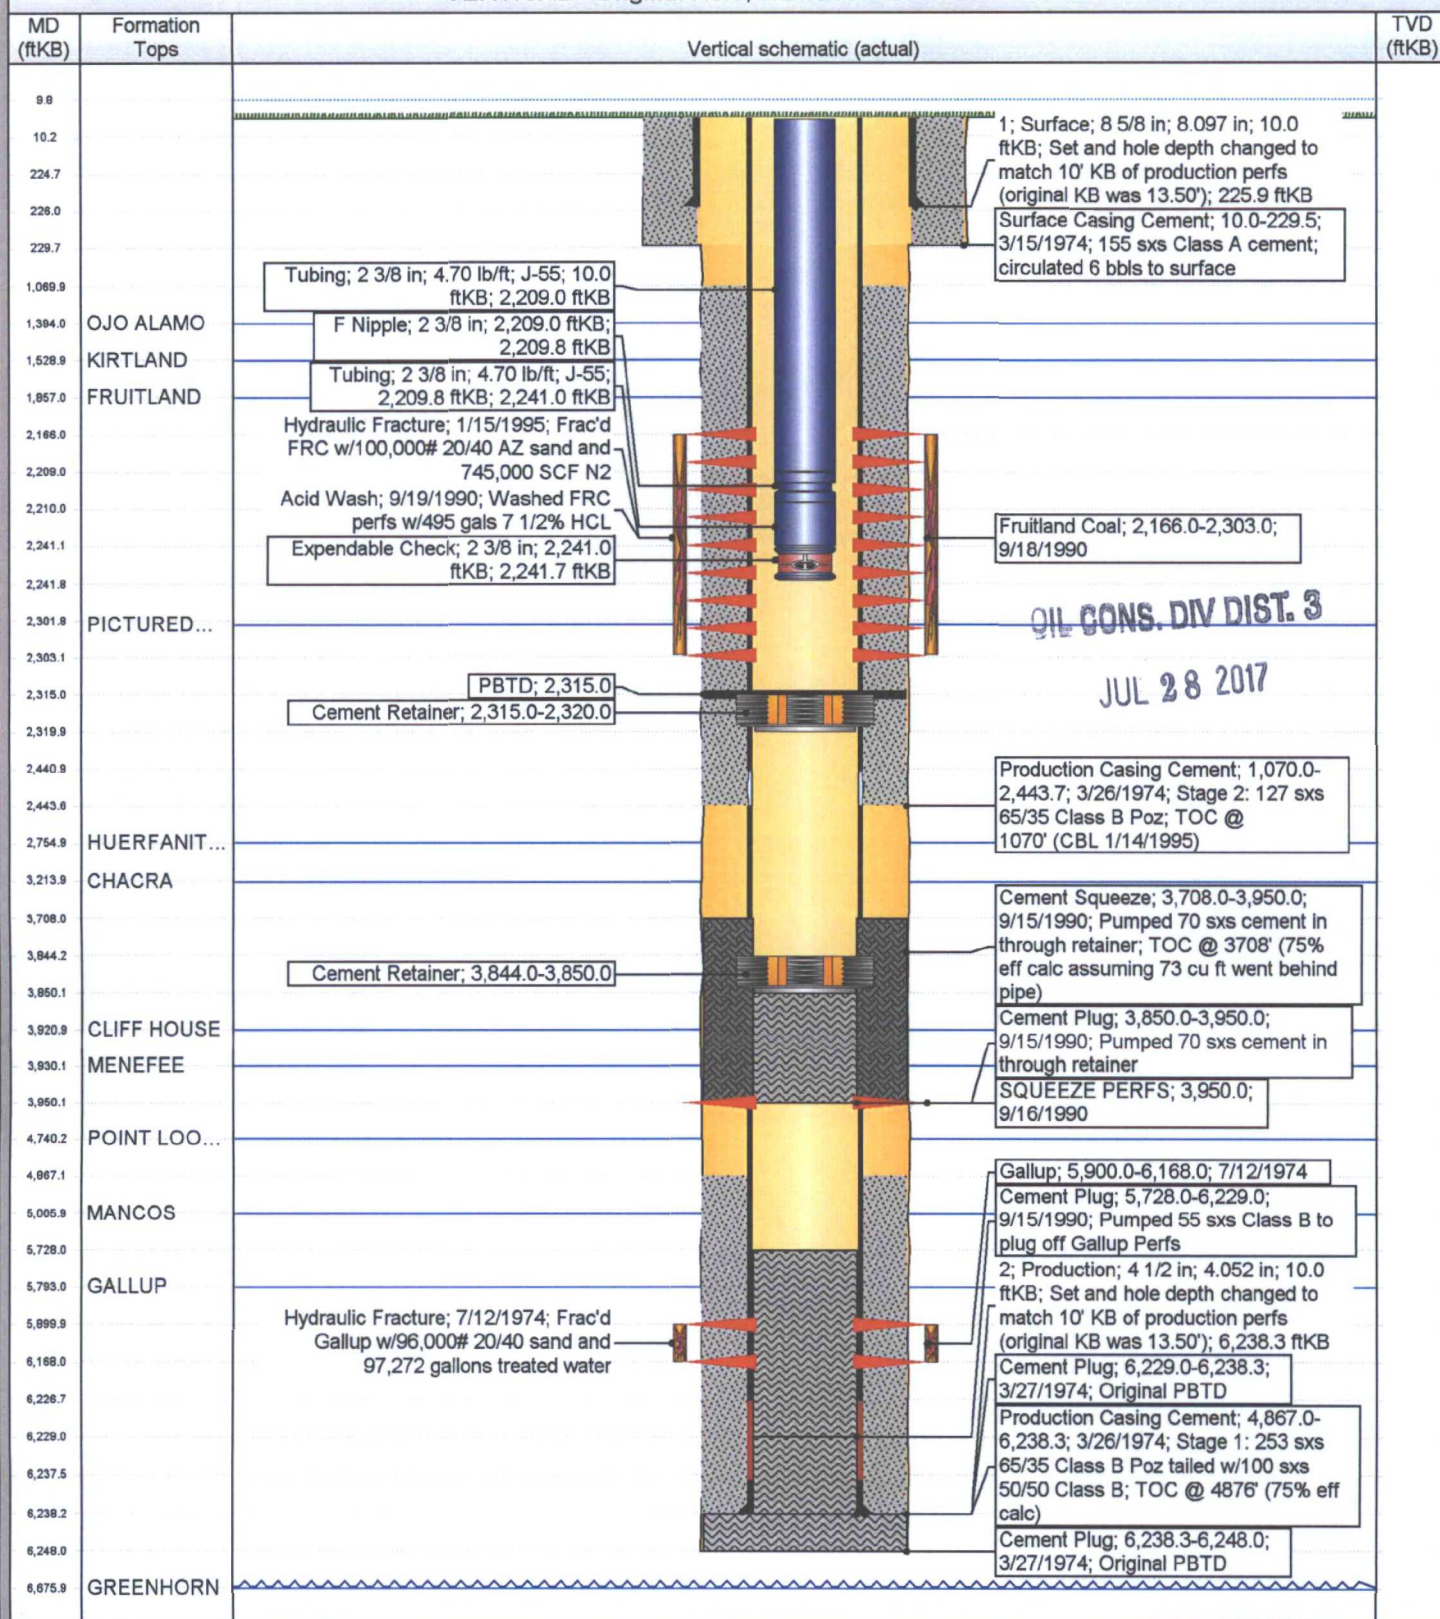 MD
(ftKB)
Formation
Tops
Vertical schematic (actual)
TVD
(ftKB)
9.8
10.2
224.7
226.0
229.7
1,069.9
1,394.0
1,528.9
1,857.0
2,166.0
2,209.0
2,210.0
2,241.1
2,241.8
2,301.8
2,303.1
2,315.0
2,319.9
2,440.9
2,443.6
2,754.9
3,213.9
3,708.0
3,844.2
3,850.1
3,920.9
3,930.1
3,950.1
4,740.2
4,867.1
5,005.9
5,728.0
5,793.0
5,899.9
6,168.0
6,226.7
6,229.0
6,237.5
6,238.2
6,248.0
6,675.9
OJO ALAMO
KIRTLAND
FRUITLAND
PICTURED...
HUERFANIT...
CHACRA
CLIFF HOUSE
MENEFEE
POINT LOO...
MANCOS
GALLUP
GREENHORN
Tubing; 2 3/8 in; 4.70 lb/ft; J-55; 10.0
ftKB; 2,209.0 ftKB
F Nipple; 2 3/8 in; 2,209.0 ftKB;
2,209.8 ftKB
Tubing; 2 3/8 in; 4.70 lb/ft; J-55;
2,209.8 ftKB; 2,241.0 ftKB
Hydraulic Fracture; 1/15/1995; Frac'd
FRC w/100,000# 20/40 AZ sand and
745,000 SCF N2
Acid Wash; 9/19/1990; Washed FRC
perfs w/495 gals 7 1/2% HCL
Expendable Check; 2 3/8 in; 2,241.0
ftKB; 2,241.7 ftKB
PBTD; 2,315.0
Cement Retainer; 2,315.0-2,320.0
Cement Retainer; 3,844.0-3,850.0
Hydraulic Fracture; 7/12/1974; Frac'd
Gallup w/96,000# 20/40 sand and
97,272 gallons treated water
1; Surface; 8 5/8 in; 8.097 in; 10.0
ftKB; Set and hole depth changed to
match 10' KB of production perfs
(original KB was 13.50'); 225.9 ftKB
Surface Casing Cement; 10.0-229.5;
3/15/1974; 155 sxs Class A cement;
circulated 6 bbls to surface
Fruitland Coal; 2,166.0-2,303.0;
9/18/1990
OIL CONS. DIV DIST. 3
JUL 28 2017
Production Casing Cement; 1,070.0-
2,443.7; 3/26/1974; Stage 2: 127 sxs
65/35 Class B Poz; TOC @
1070' (CBL 1/14/1995)
Cement Squeeze; 3,708.0-3,950.0;
9/15/1990; Pumped 70 sxs cement in
through retainer; TOC @ 3708' (75%
eff calc assuming 73 cu ft went behind
pipe)
Cement Plug; 3,850.0-3,950.0;
9/15/1990; Pumped 70 sxs cement in
through retainer
SQUEEZE PERFS; 3,950.0;
9/16/1990
Gallup; 5,900.0-6,168.0; 7/12/1974
Cement Plug; 5,728.0-6,229.0;
9/15/1990; Pumped 55 sxs Class B to
plug off Gallup Perfs
2; Production; 4 1/2 in; 4.052 in; 10.0
ftKB; Set and hole depth changed to
match 10' KB of production perfs
(original KB was 13.50'); 6,238.3 ftKB
Cement Plug; 6,229.0-6,238.3;
3/27/1974; Original PBTD
Production Casing Cement; 4,867.0-
6,238.3; 3/26/1974; Stage 1: 253 sxs
65/35 Class B Poz tailed w/100 sxs
50/50 Class B; TOC @ 4876' (75% eff
calc)
Cement Plug; 6,238.3-6,248.0;
3/27/1974; Original PBTD